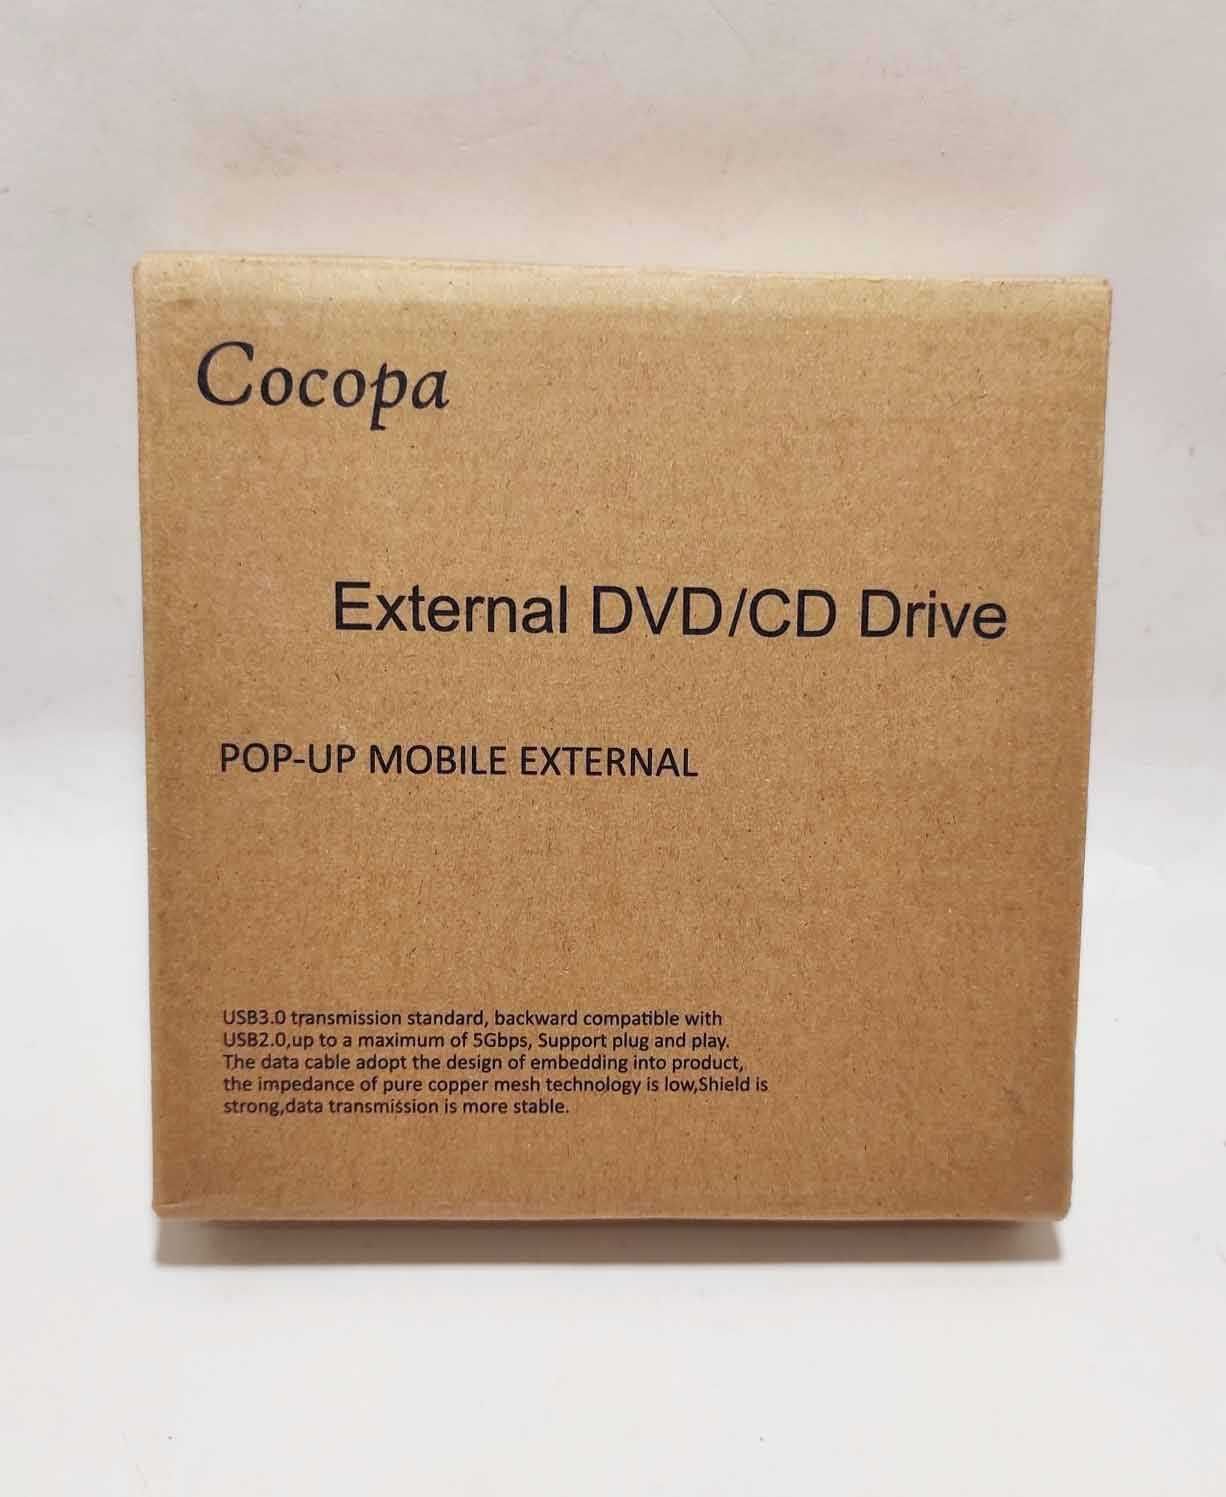 Cocopa
External DVD/CD Drive
POP-UP MOBILE EXTERNAL
USB3.0 transmission standard, backward compatible with
USB2.0,up to a maximum of 5Gbps, Support plug and play.
The data cable adopt the design of embedding into product,
the impedance of pure copper mesh technology is low,Shield is
strong,data transmission is more stable.